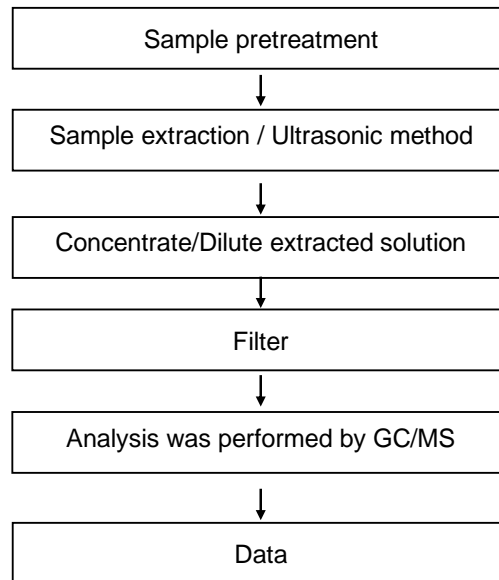 Sample pretreatment
Sample extraction / Ultrasonic method
Concentrate/Dilute extracted solution
Filter
Analysis was performed by GC/MS
Data